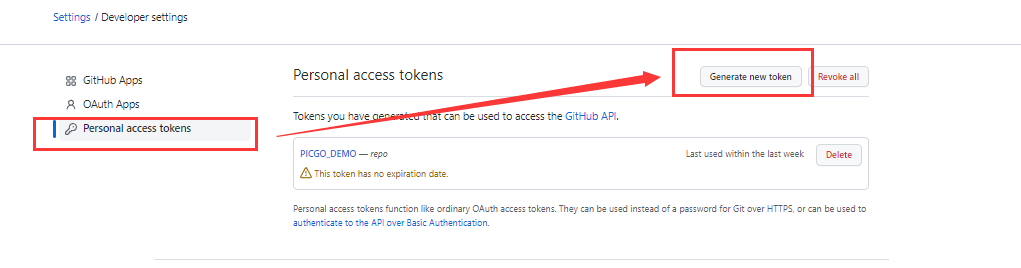 Settings / Developer settings
GitHub Apps
OAuth Apps
Personal access tokens
Personal access tokens
Generate new token
Revoke all
Tokens you have generated that can be used to access the GitHub API.
PICGO_DEMO — repo
Last used within the last week
Delete
This token has no expiration date.
Personal access tokens function like ordinary OAuth access tokens. They can be used instead of a password for Git over HTTPS, or can be used to
authenticate to the API over Basic Authentication.